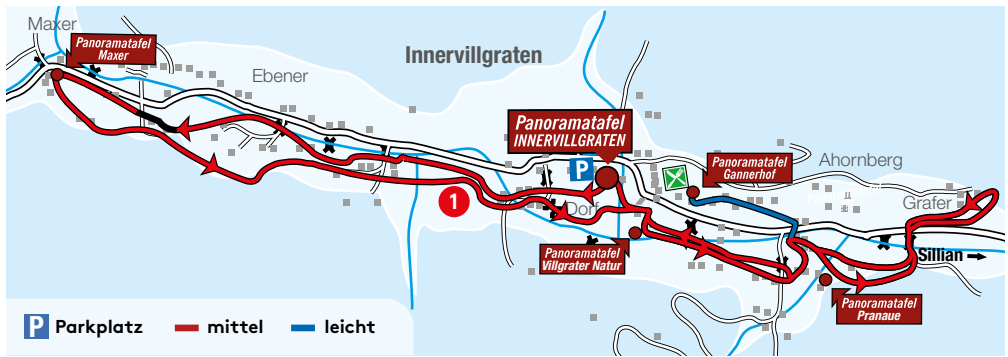 Maxer
Panoramatafel
Maxer
Ebener
Innervillgraten
Panoramatafel
INNERVILLGRATEN
P
Panoramatafel
Gannerhof
Ahornberg
Grafer
1
Dorf
Panoramatafel
Villgrater Natur
Sillian
Panoramatafel
Pranaue
P Parkplatz
mittel
leicht